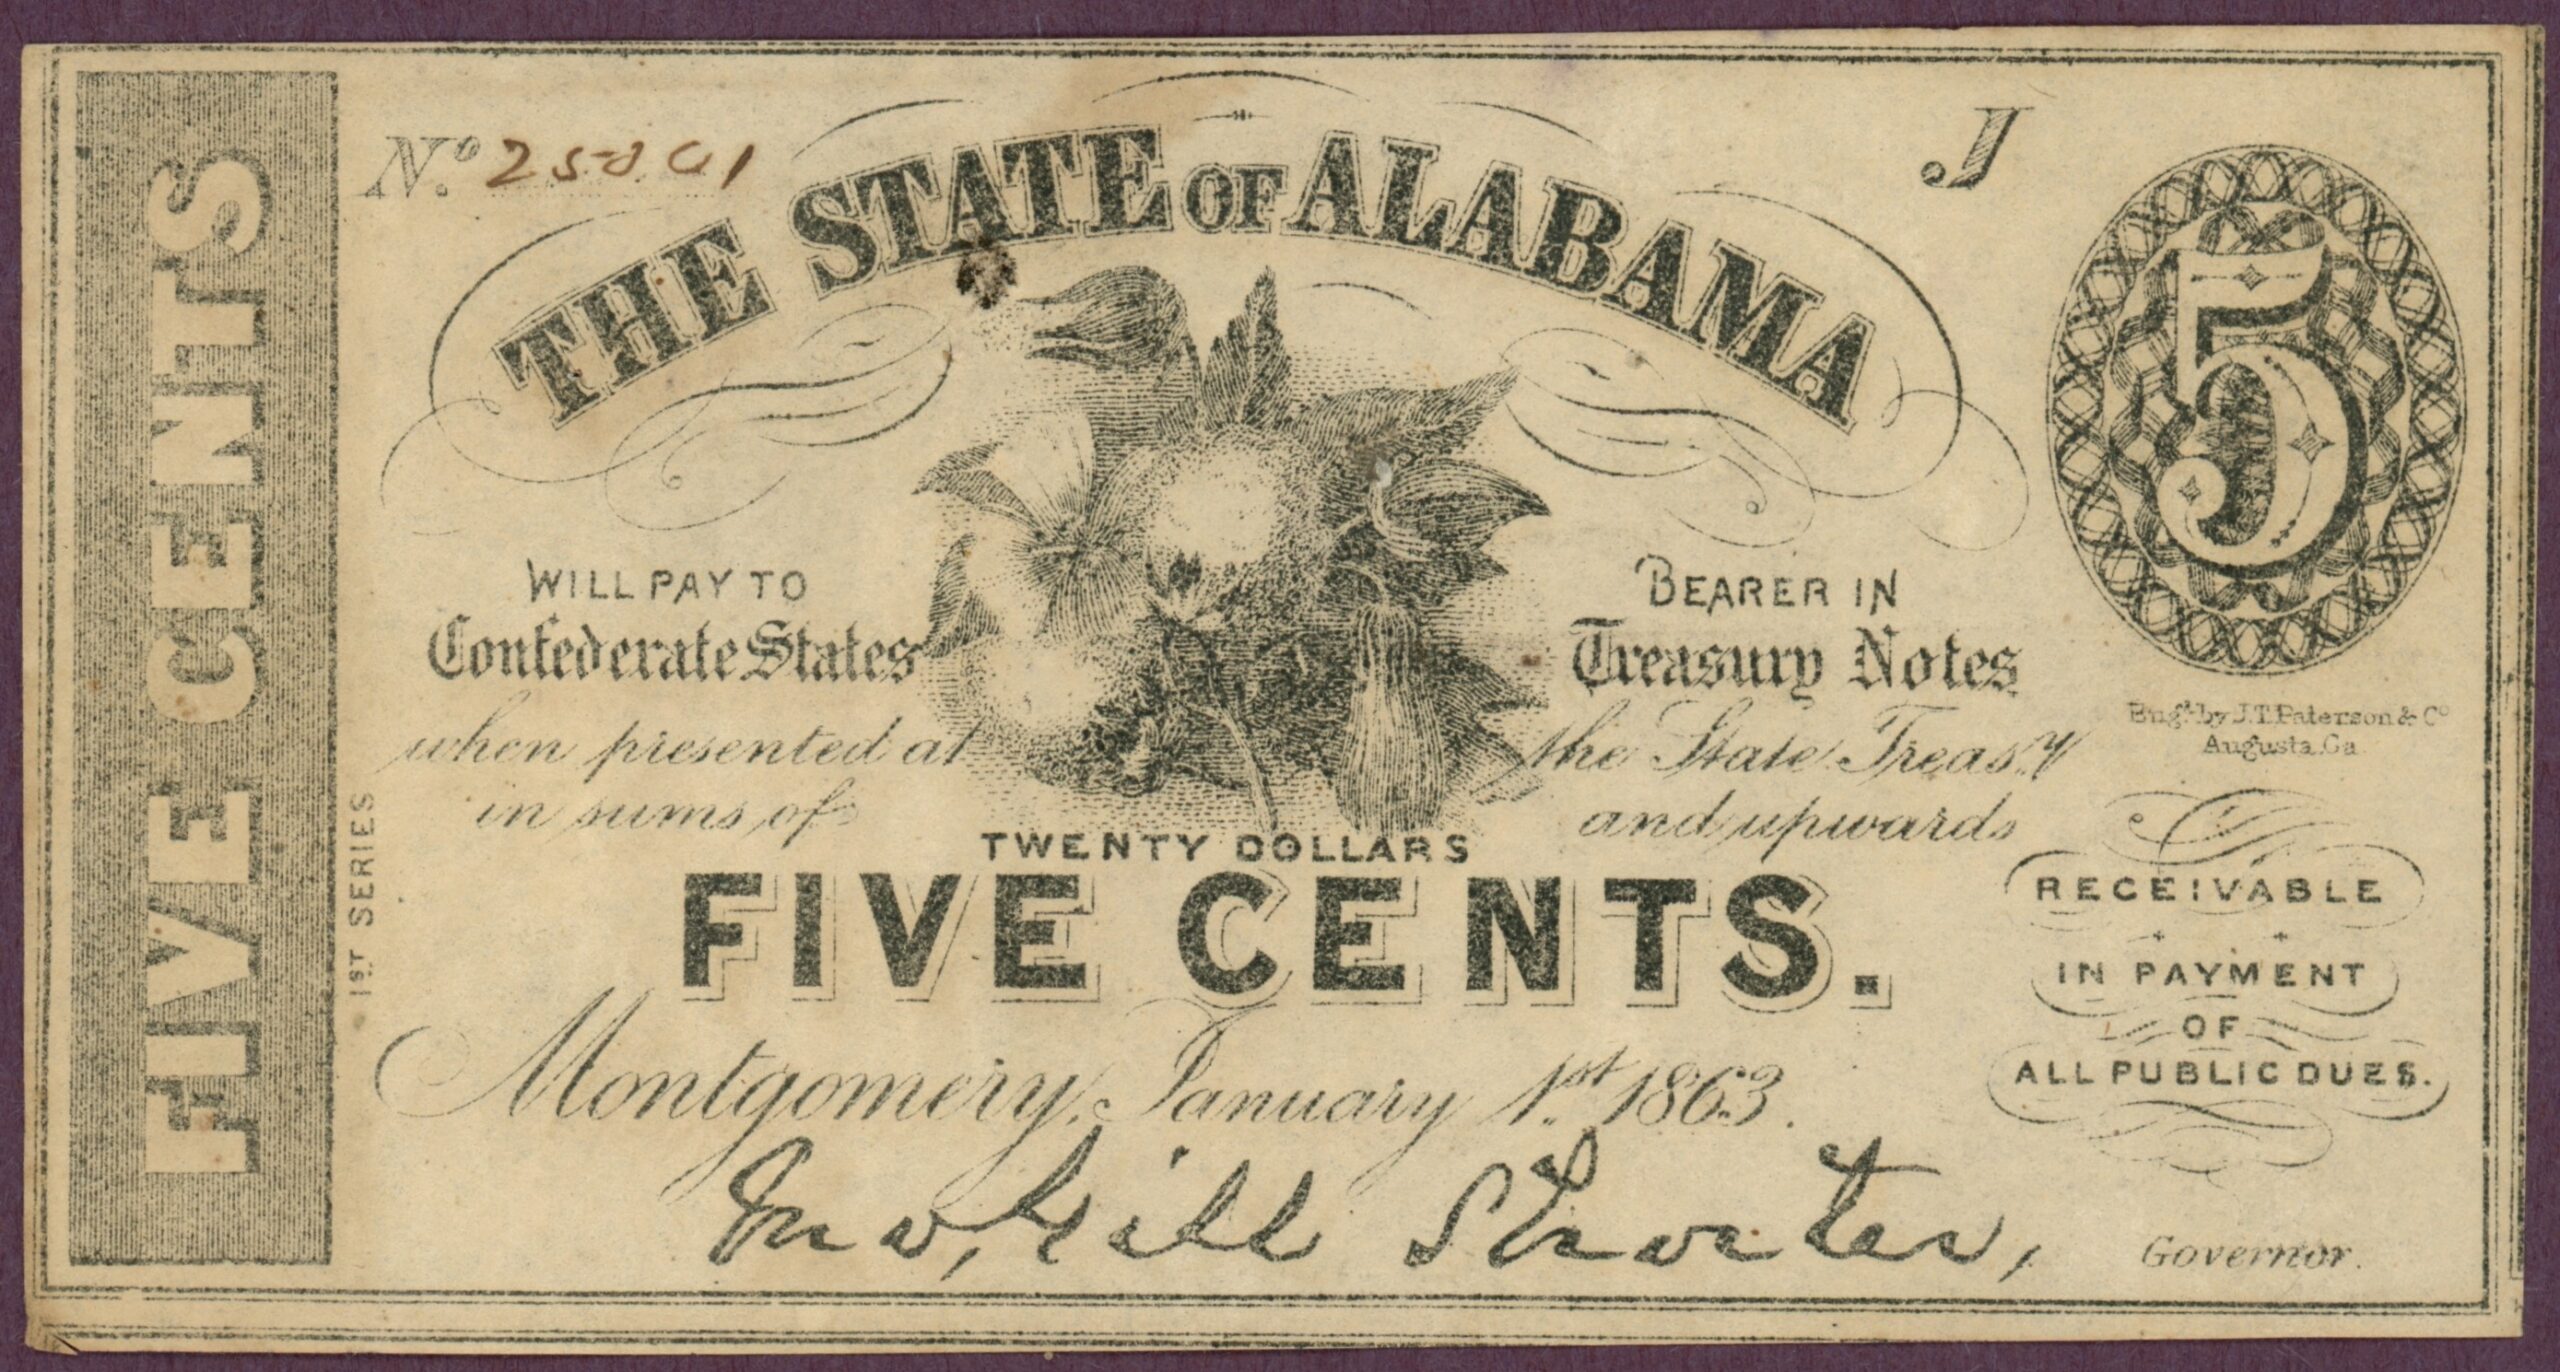 FIVE CENTS
1ST SERIES
No.
J
THE STATE OF ALABAMA
5
WILL PAY TO BEARER IN
Confederate States Treasury Notes
when presented at the State Treasy
in sums of TWENTY DOLLARS and upwards
FIVE CENTS.
Montgomery, January 1st 1863.
Jno. Gill Shorter,
Governor.
Engd. by J.T. Paterson & Co
Augusta. Ga
RECEIVABLE
IN PAYMENT
OF
ALL PUBLIC DUES.